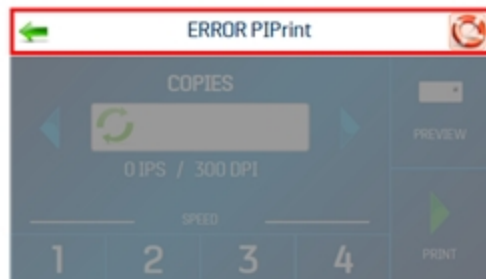 ERROR PIPrint
COPIES
0 IPS / 300 DPI
PREVIEW
SPEED
1 2 3 4
PRINT